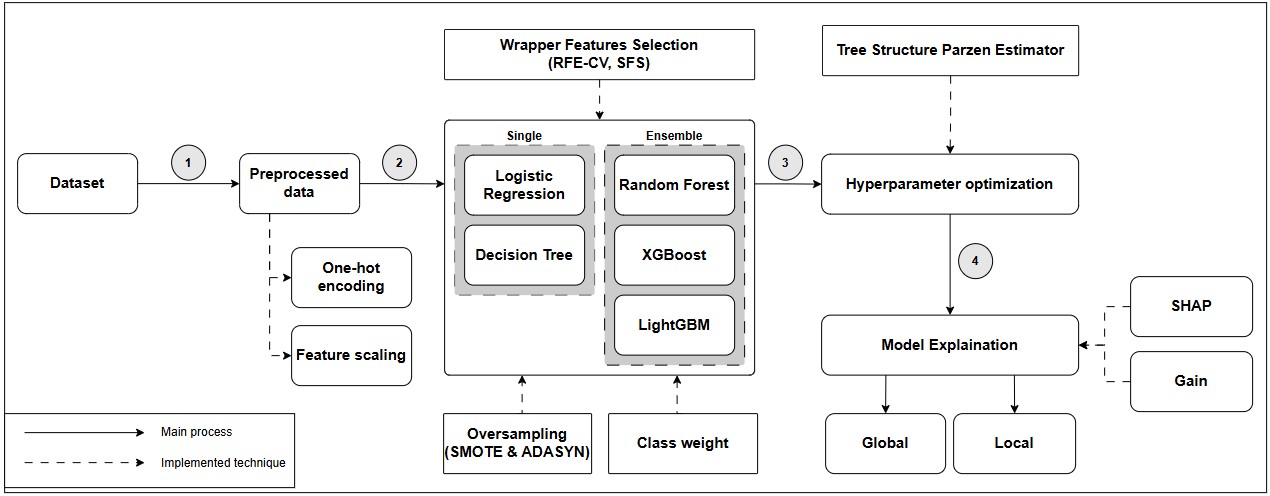 Wrapper Features Selection
(RFE-CV, SFS)
Tree Structure Parzen Estimator
Single
Ensemble
1
2
3
Dataset
Preprocessed
data
Logistic
Regression
Random Forest
Hyperparameter optimization
Decision Tree
XGBoost
4
One-hot
encoding
LightGBM
SHAP
Feature scaling
Model Explaination
Gain
Main process
Implemented technique
Oversampling
(SMOTE & ADASYN)
Class weight
Global
Local